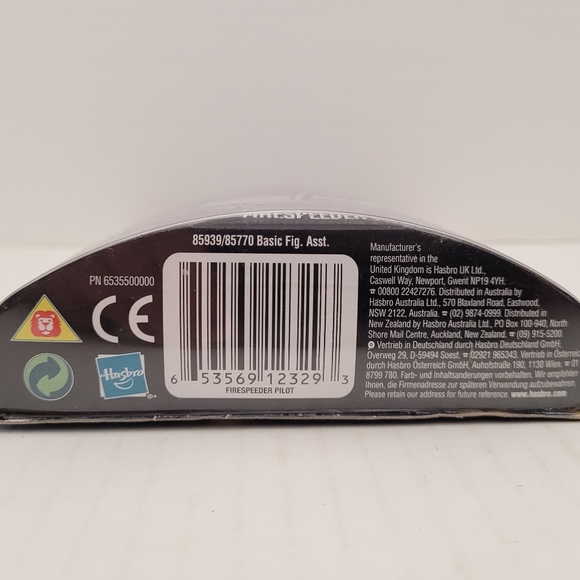 FIRESPEEDER
85939/85770 Basic Fig. Asst.
PN 6535500000
CE
Hasbro
®
6 53569 12329 3
FIRESPEEDER PILOT
Manufacturer's
representative in the
United Kingdom is Hasbro UK Ltd.,
Caswell Way, Newport, Gwent NP19 4YH.
☎ 00800 22427276. Distributed in Australia by
Hasbro Australia Ltd., 570 Blaxland Road, Eastwood,
NSW 2122, Australia. ☎ (02) 9874-0999. Distributed in
New Zealand by Hasbro Australia Ltd., PO Box 100-940, North
Shore Mail Centre, Auckland, New Zealand. ☎ (09) 915-5200.
Vertrieb in Deutschland durch Hasbro Deutschland GmbH,
Overweg 29, D-59494 Soest. ☎ 02921 965343. Vertrieb in Österreich
durch Hasbro Österreich GmbH., Auhofstraße 190, 1130 Wien. ☎ 01
8799 780. Farb- und Inhaltsänderungen vorbehalten. Wir empfehlen
Ihnen, die Firmenadresse zur späteren Verwendung aufzubewahren.
Please retain our address for future reference. www.hasbro.com